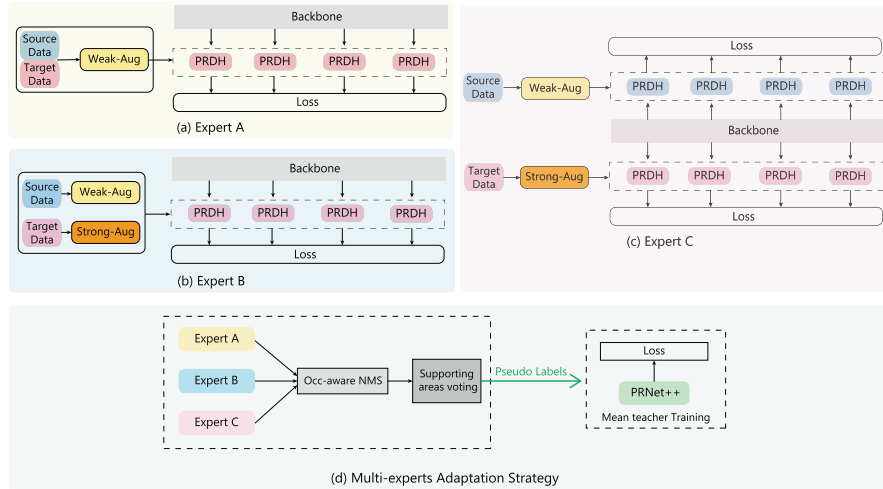 Backbone
Source
Data
Target
Data
Weak-Aug
PRDH PRDH PRDH PRDH
Loss
(a) Expert A
Backbone
Source
Data
Weak-Aug
Target
Data
Strong-Aug
PRDH PRDH PRDH PRDH
Loss
(b) Expert B
Loss
Source
Data
Weak-Aug
PRDH PRDH PRDH PRDH
Backbone
Target
Data
Strong-Aug
PRDH PRDH PRDH PRDH
Loss
(c) Expert C
Expert A
Expert B
Expert C
Occ-aware NMS
Supporting
areas voting
Pseudo Labels
Loss
PRNet++
Mean teacher Training
(d) Multi-experts Adaptation Strategy